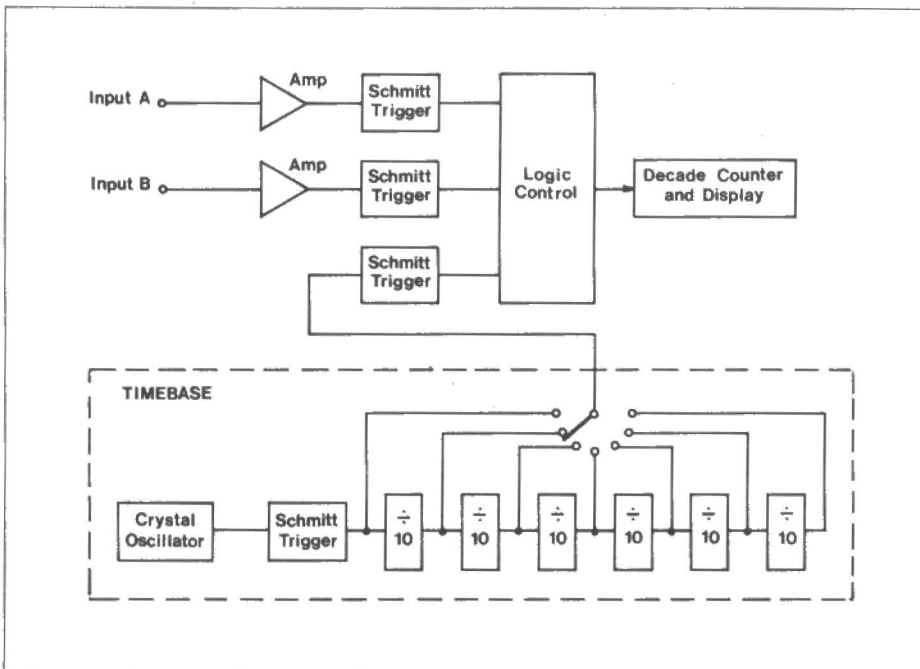 Amp
Input A
Schmitt
Trigger
Amp
Input B
Schmitt
Trigger
Logic
Control
Decade Counter
and Display
Schmitt
Trigger
TIMEBASE
Crystal
Oscillator
Schmitt
Trigger
÷
10
÷
10
÷
10
÷
10
÷
10
÷
10